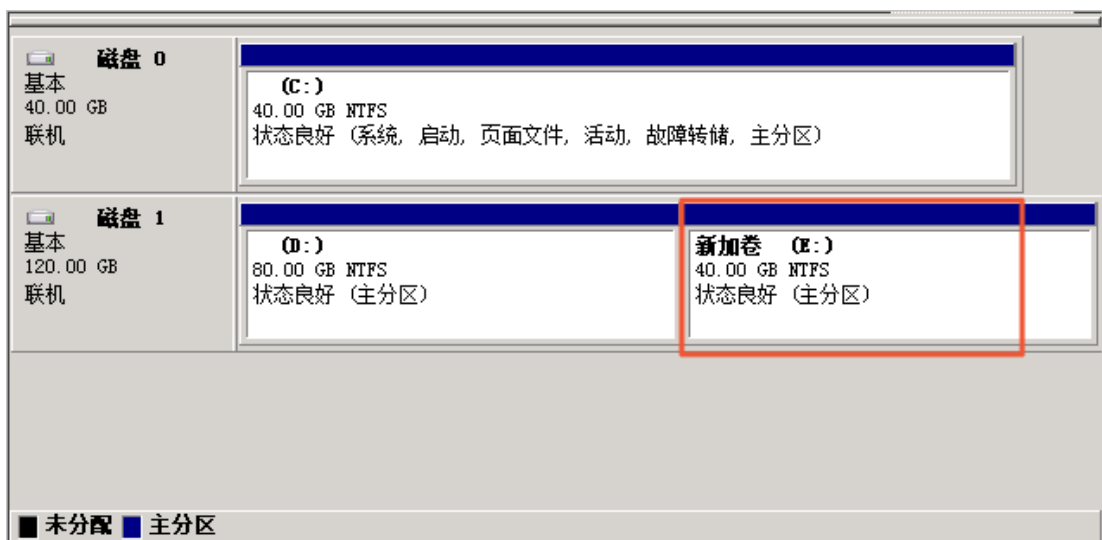 磁盘 0
基本
40.00 GB
联机
(C:)
40.00 GB NTFS
状态良好 (系统, 启动, 页面文件, 活动, 故障转储, 主分区)
磁盘 1
基本
120.00 GB
联机
(D:)
80.00 GB NTFS
状态良好 (主分区)
新加卷 (E:)
40.00 GB NTFS
状态良好 (主分区)
未分配 主分区